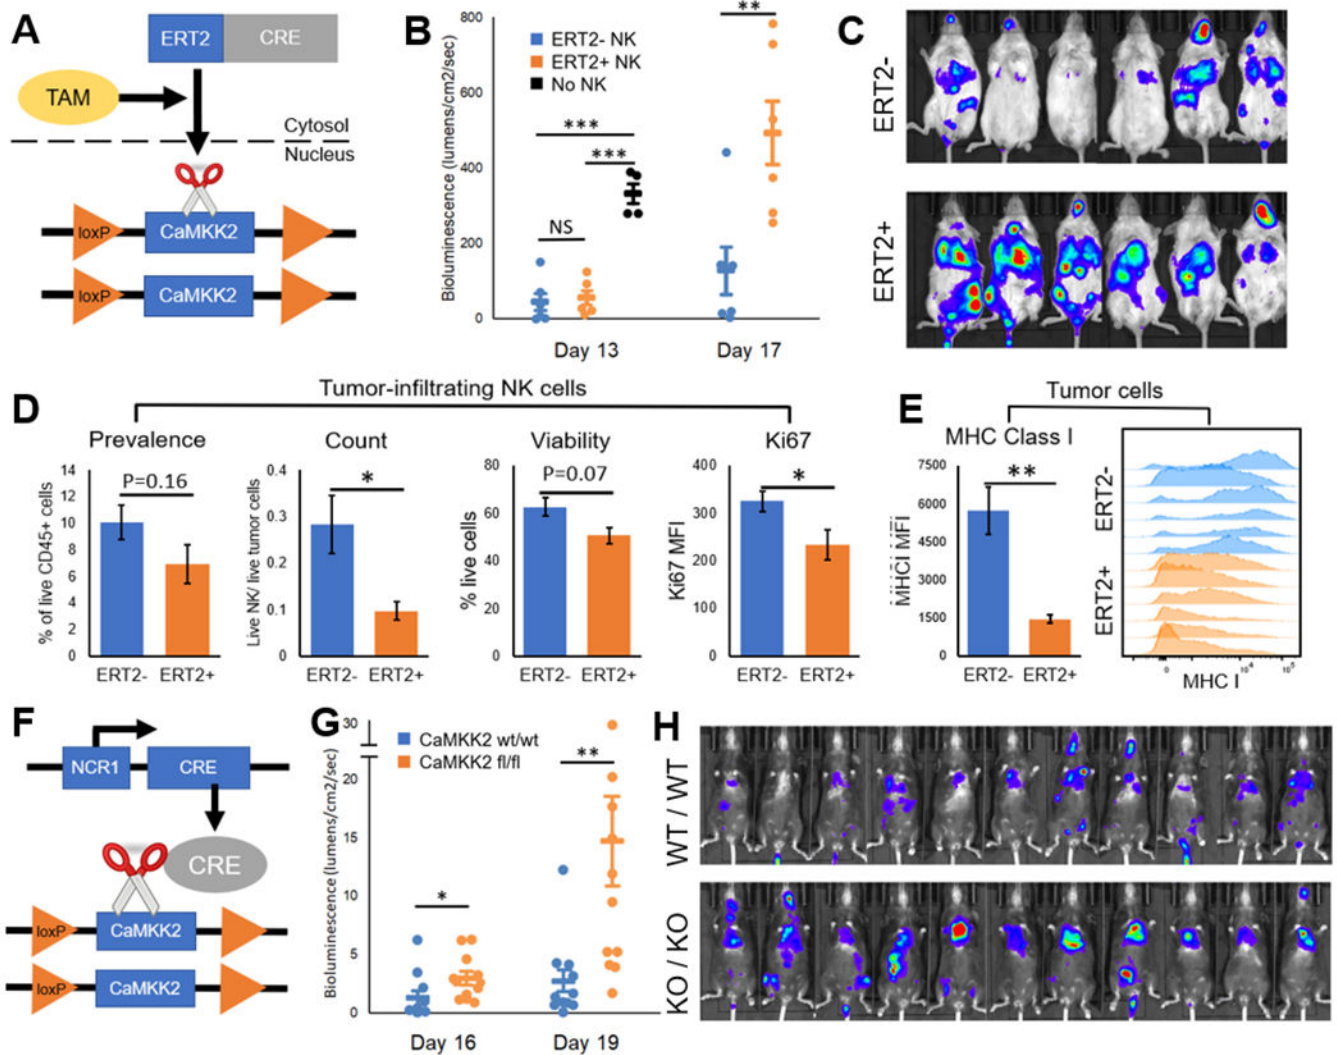 A
ERT2
CRE
TAM
Cytosol
Nucleus
loxP
CaMKK2
loxP
CaMKK2
B
Bioluminescence (lumens/cm2/sec)
800
600
400
200
0
ERT2- NK
ERT2+ NK
No NK
**
***
***
NS
Day 13
Day 17
C
ERT2-
ERT2+
D
Tumor-infiltrating NK cells
Prevalence
% of live CD45+ cells
14
12
10
8
6
4
2
0
P=0.16
ERT2- ERT2+
Count
Live NK/ live tumor cells
0.4
0.3
0.2
0.1
0
*
ERT2- ERT2+
Viability
% live cells
80
60
40
20
0
P=0.07
ERT2- ERT2+
Ki67
Ki67 MFI
400
300
200
100
0
*
ERT2- ERT2+
E
Tumor cells
MHC Class I
MHCI MFI
7500
6000
4500
3000
1500
0
**
ERT2- ERT2+
ERT2-
ERT2+
0 10^4 10^5
MHC I
F
NCR1
CRE
CRE
loxP
CaMKK2
loxP
CaMKK2
G
Bioluminescence (lumens/cm2/sec)
30
20
15
10
5
0
CaMKK2 wt/wt
CaMKK2 fl/fl
*
**
Day 16
Day 19
H
WT / WT
KO / KO